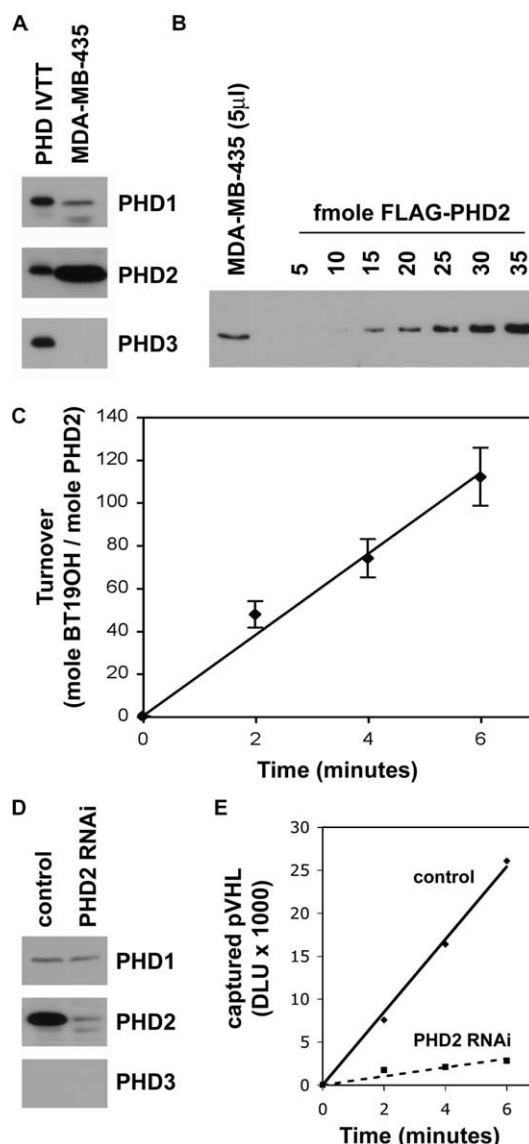 A
PHD IVTT
MDA-MB-435
PHD1
PHD2
PHD3
B
MDA-MB-435 (5µl)
fmole FLAG-PHD2
5 10 15 20 25 30 35
C
Turnover
(mole BT19OH / mole PHD2)
140
120
100
80
60
40
20
0
0 2 4 6
Time (minutes)
D
control
PHD2 RNAi
PHD1
PHD2
PHD3
E
captured pVHL
(DLU x 1000)
30
25
20
15
10
5
0
control
PHD2 RNAi
0 2 4 6
Time (minutes)